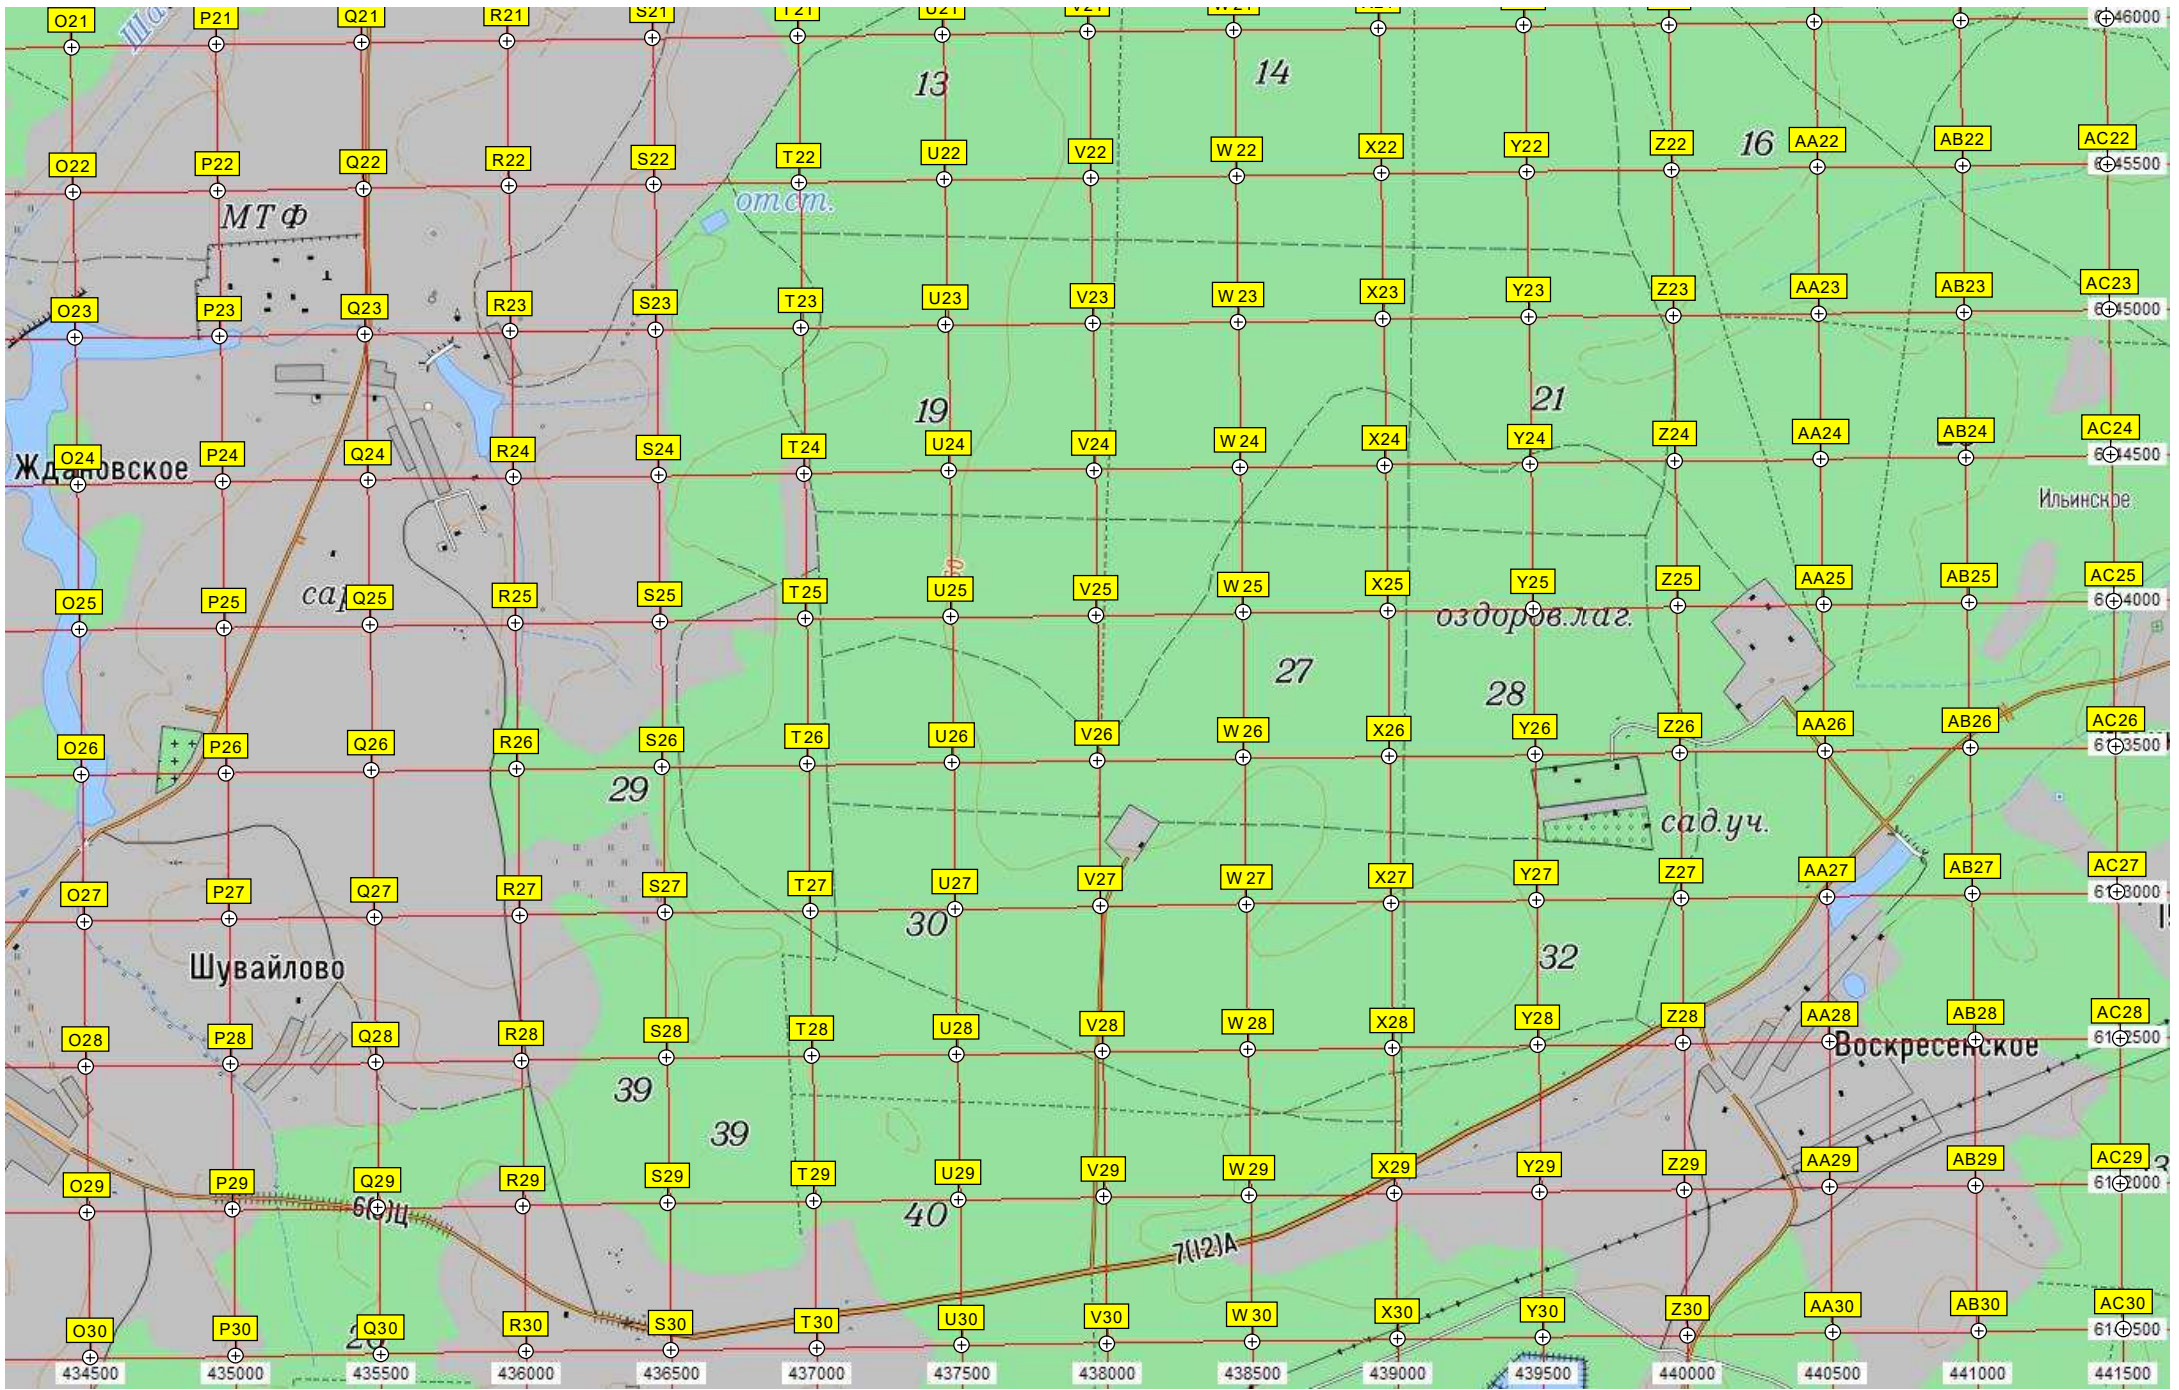 O21 P21 Q21 R21 S21 T21 U21 V21
13 14
O22 P22 Q22 R22 S22 T22 U22 V22 W22 X22 Y22 Z22 16 AA22 AB22 AC22
МТФ отст.
O23 P23 Q23 R23 S23 T23 U23 V23 W23 X23 Y23 Z23 AA23 AB23 AC23
19 21
O24 P24 Q24 R24 S24 T24 U24 V24 W24 X24 Y24 Z24 AA24 AB24 AC24
Ждановское
Ильинское
O25 P25 Q25 R25 S25 T25 U25 V25 W25 X25 Y25 Z25 AA25 AB25 AC25
оздоров.лаг.
27 28
O26 P26 Q26 R26 S26 T26 U26 V26 W26 X26 Y26 Z26 AA26 AB26 AC26
29 сад.уч.
O27 P27 Q27 R27 S27 T27 U27 V27 W27 X27 Y27 Z27 AA27 AB27 AC27
30 32
Шувайлово
O28 P28 Q28 R28 S28 T28 U28 V28 W28 X28 Y28 Z28 AA28 AB28 AC28
Воскресенское
39
39
O29 P29 Q29 R29 S29 T29 U29 V29 W29 X29 Y29 Z29 AA29 AB29 AC29
40
7(12)А
O30 P30 Q30 R30 S30 T30 U30 V30 W30 X30 Y30 Z30 AA30 AB30 AC30
434500 435000 435500 436000 436500 437000 437500 438000 438500 439000 439500 440000 440500 441000 441500